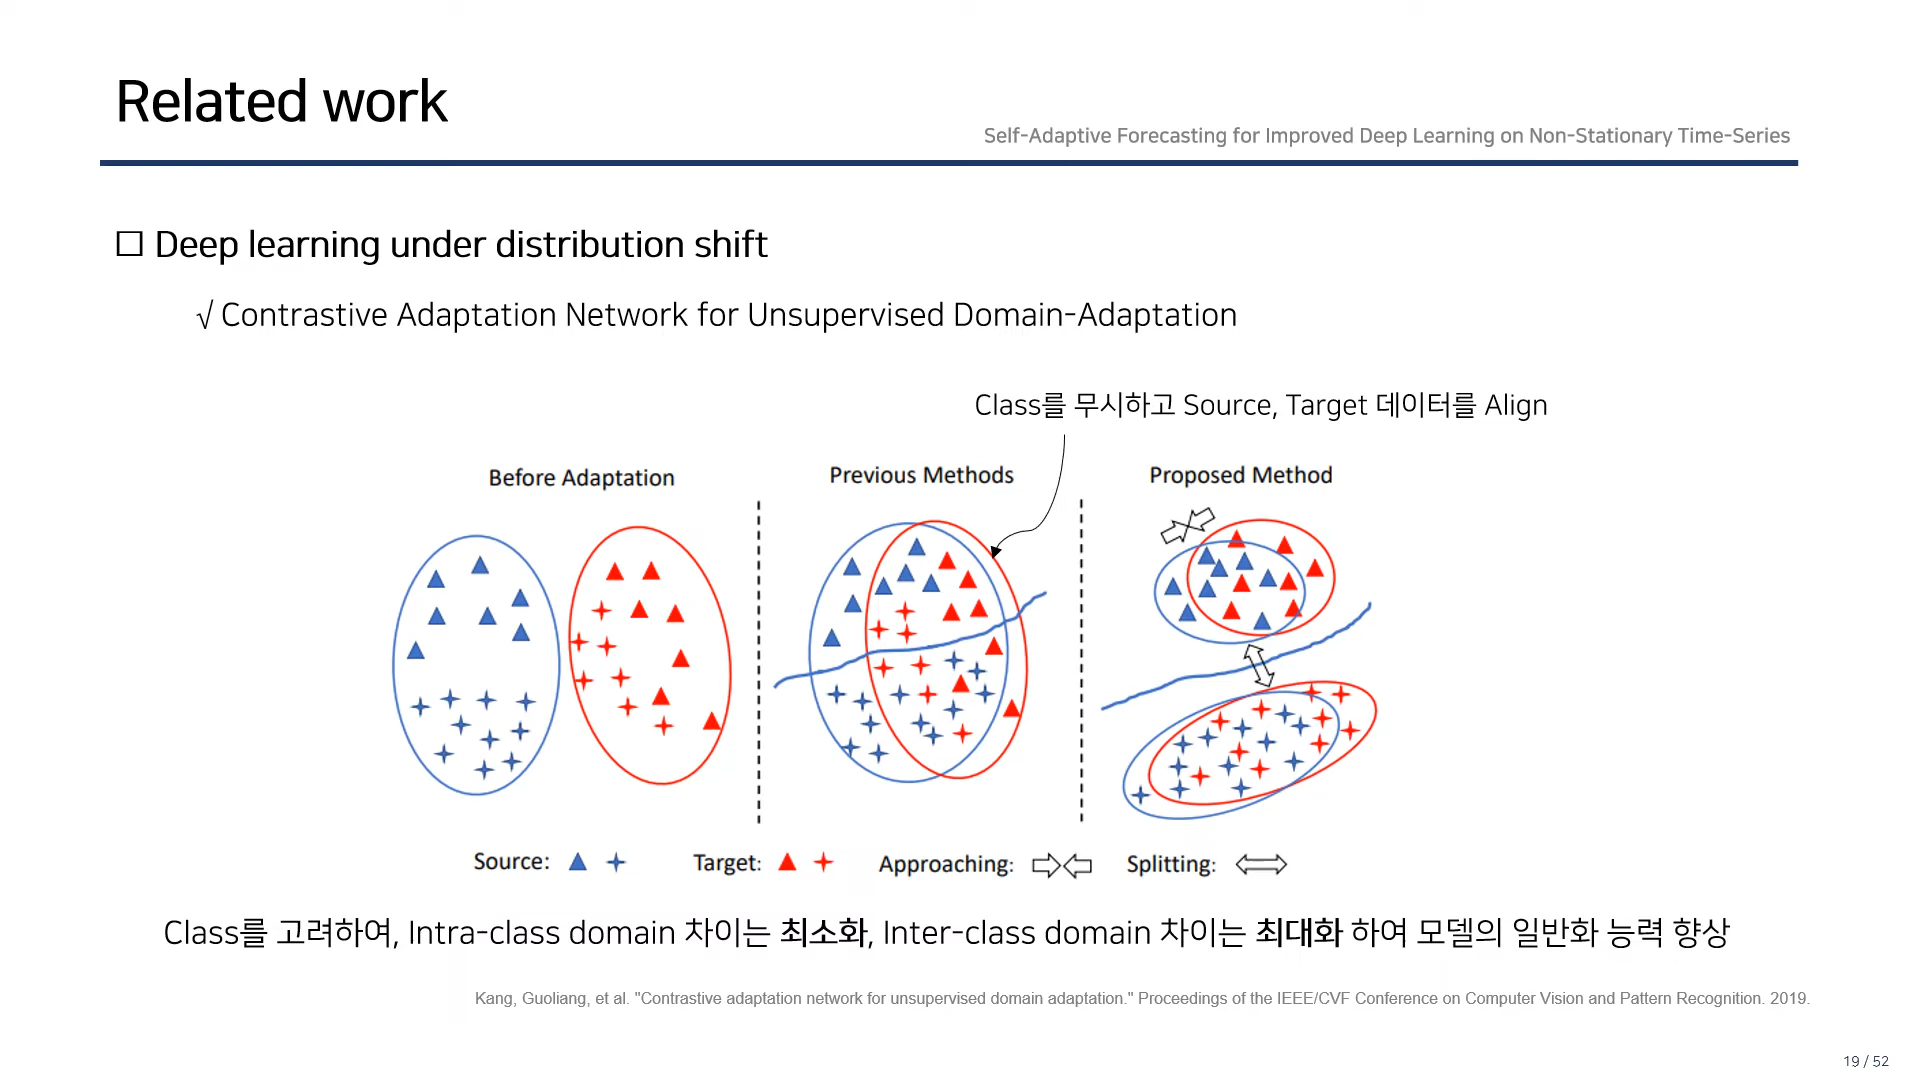 Related work
Self-Adaptive Forecasting for Improved Deep Learning on Non-Stationary Time-Series
□ Deep learning under distribution shift
√ Contrastive Adaptation Network for Unsupervised Domain-Adaptation
Class를 무시하고 Source, Target 데이터를 Align
Before Adaptation
Previous Methods
Proposed Method
Source:
Target:
Approaching:
Splitting:
Class를 고려하여, Intra-class domain 차이는 최소화, Inter-class domain 차이는 최대화 하여 모델의 일반화 능력 향상
Kang, Guoliang, et al. "Contrastive adaptation network for unsupervised domain adaptation." Proceedings of the IEEE/CVF Conference on Computer Vision and Pattern Recognition. 2019.
19 / 52